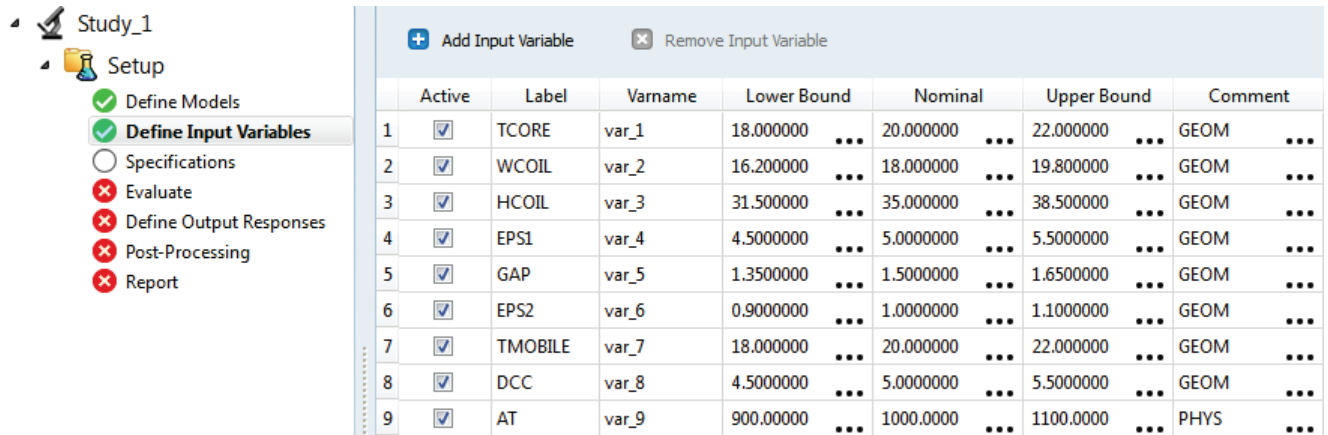 Study_1
Setup
Define Models
Define Input Variables
Specifications
Evaluate
Define Output Responses
Post-Processing
Report
Add Input Variable Remove Input Variable
Active Label Varname Lower Bound Nominal Upper Bound Comment
1 TCORE var_1 18.000000 ... 20.000000 ... 22.000000 ... GEOM ...
2 WCOIL var_2 16.200000 ... 18.000000 ... 19.800000 ... GEOM ...
3 HCOIL var_3 31.500000 ... 35.000000 ... 38.500000 ... GEOM ...
4 EPS1 var_4 4.5000000 ... 5.0000000 ... 5.5000000 ... GEOM ...
5 GAP var_5 1.3500000 ... 1.5000000 ... 1.6500000 ... GEOM ...
6 EPS2 var_6 0.9000000 ... 1.0000000 ... 1.1000000 ... GEOM ...
7 TMOBILE var_7 18.000000 ... 20.000000 ... 22.000000 ... GEOM ...
8 DCC var_8 4.5000000 ... 5.0000000 ... 5.5000000 ... GEOM ...
9 AT var_9 900.00000 ... 1000.0000 ... 1100.0000 ... PHYS ...